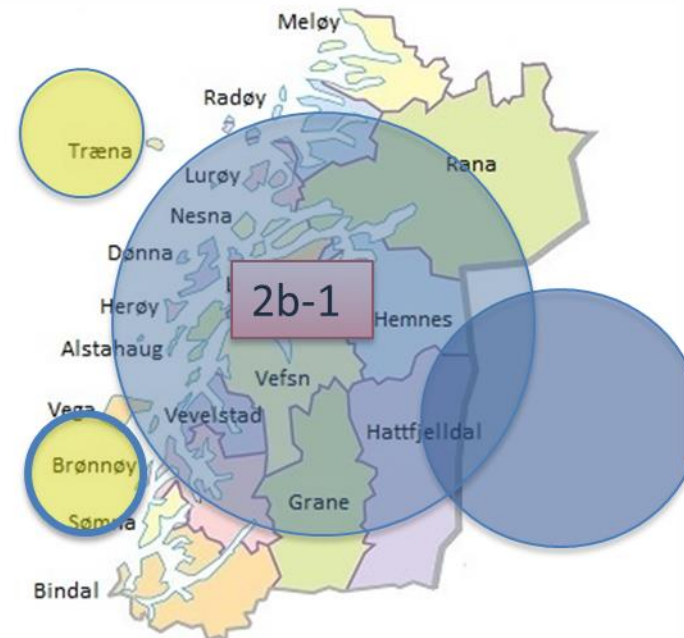 Meløy
Radøy
Træna
Rana
Lurøy
Nesna
Dønna
Herøy
2b-1
Hemnes
Alstahaug
Vefsn
Vega
Vevelstad
Hattfjelldal
Brønnøy
Grane
Sømna
Bindal